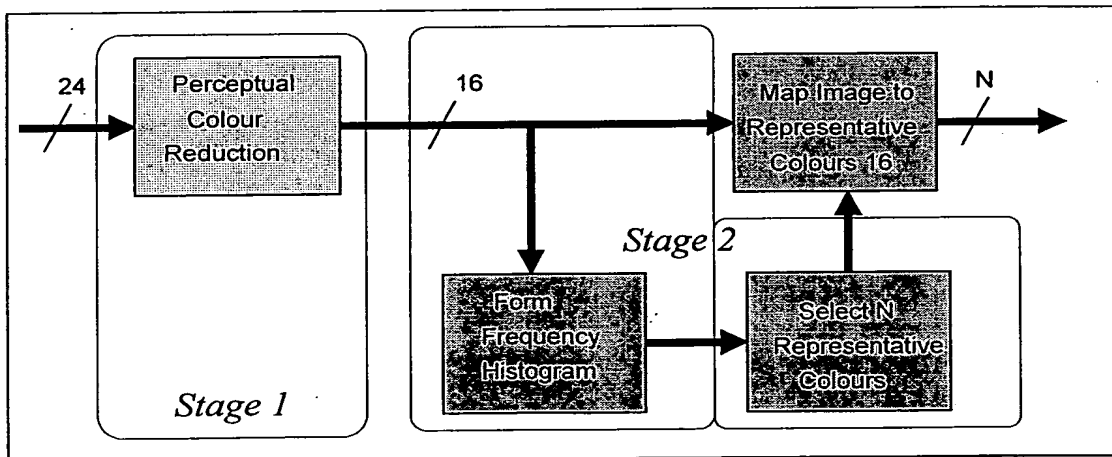 24
Perceptual
Colour
Reduction
16
Map Image to
Representative
Colours 16
N
Stage 1
Stage 2
Form
Frequency
Histogram
Select N
Representative
Colours